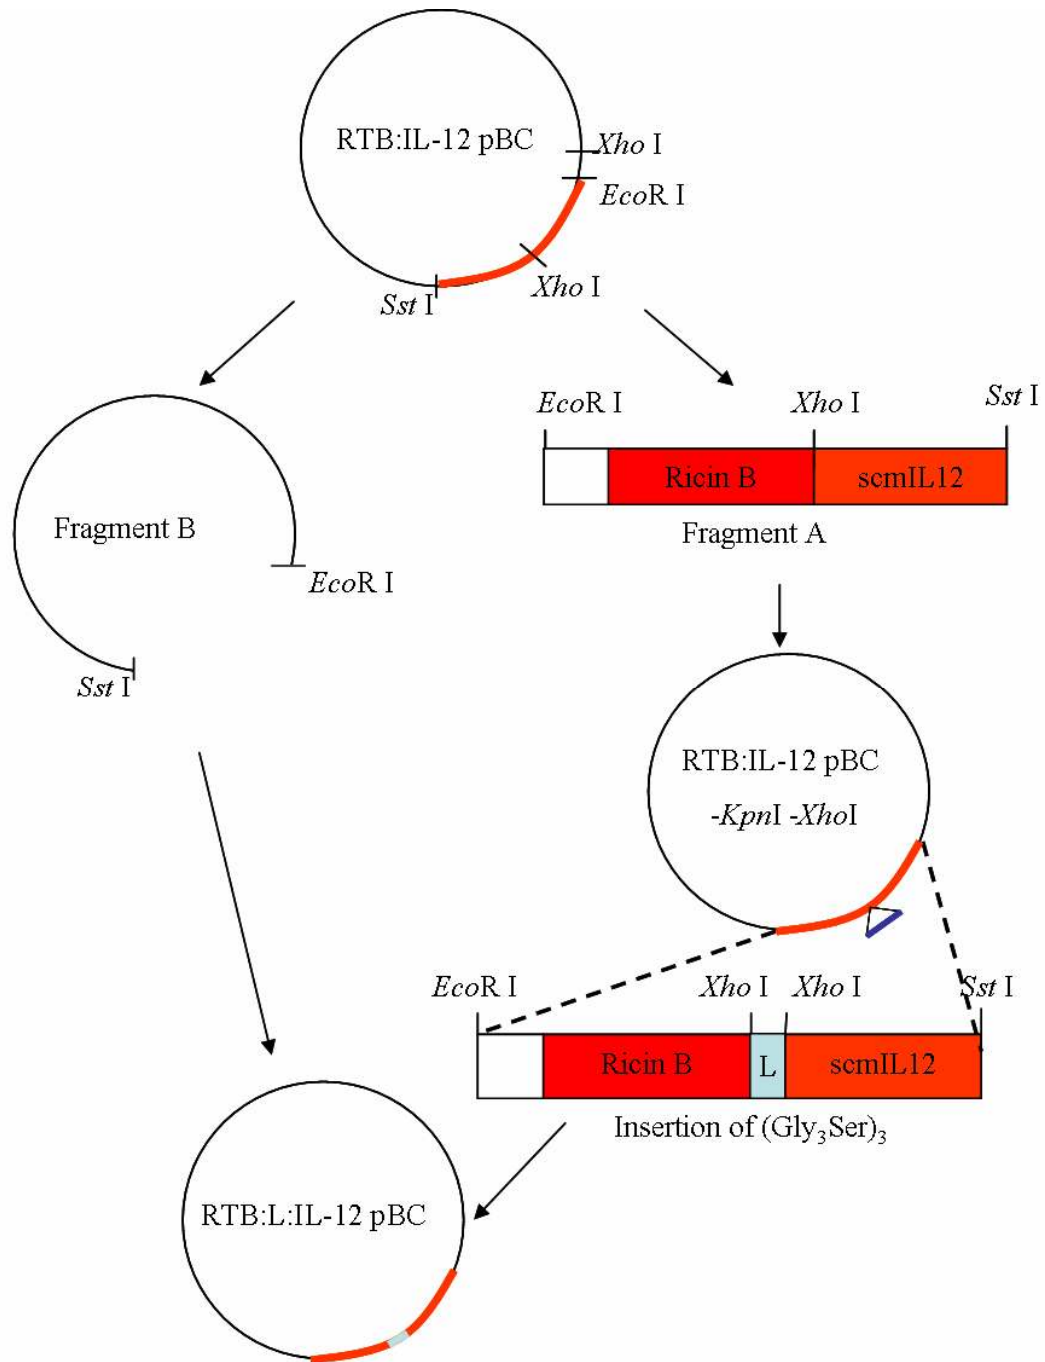 RTB:IL-12 pBC
Xho I
EcoR I
Xho I
Sst I
EcoR I
Xho I
Sst I
Ricin B
scmIL12
Fragment A
Fragment B
EcoR I
Sst I
RTB:IL-12 pBC
-KpnI -XhoI
EcoR I
Xho I
Xho I
Sst I
Ricin B
L
scmIL12
Insertion of (Gly₃Ser)₃
RTB:L:IL-12 pBC